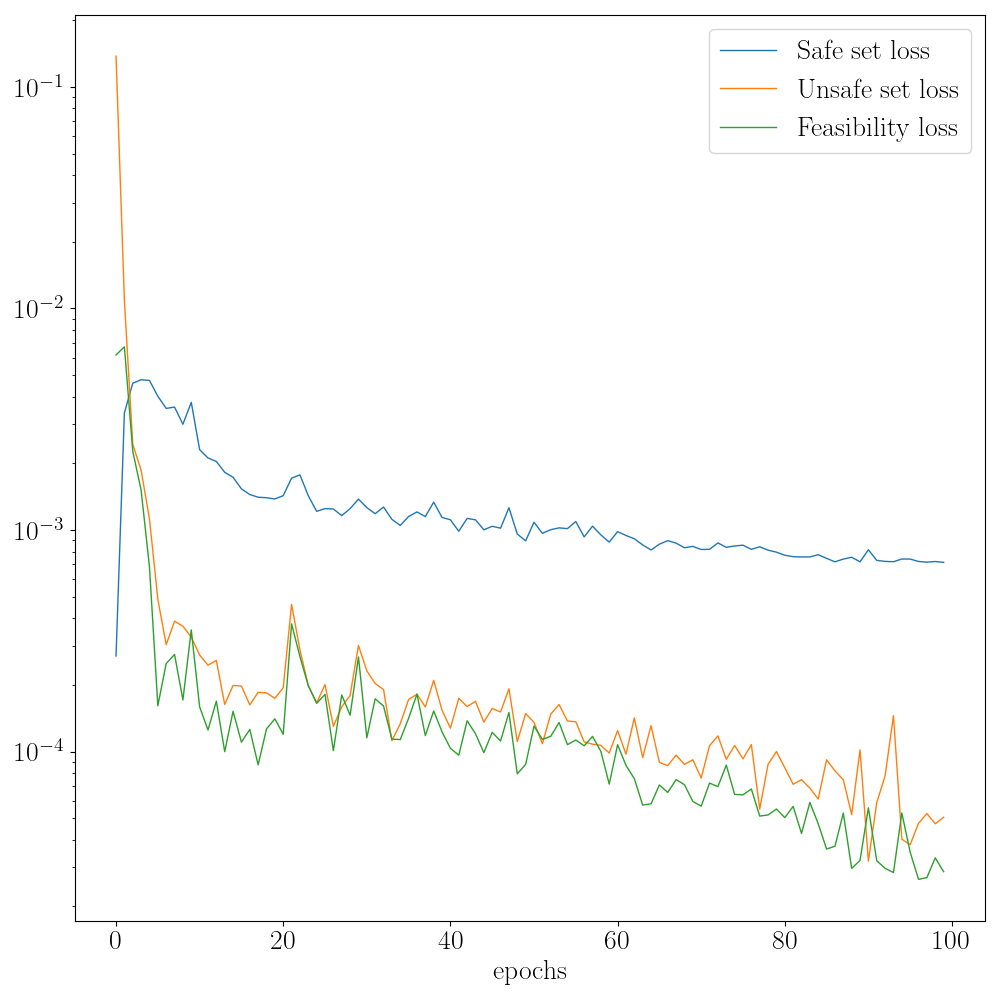 Safe set loss
Unsafe set loss
Feasibility loss
10⁻¹
10⁻²
10⁻³
10⁻⁴
0 20 40 60 80 100
epochs